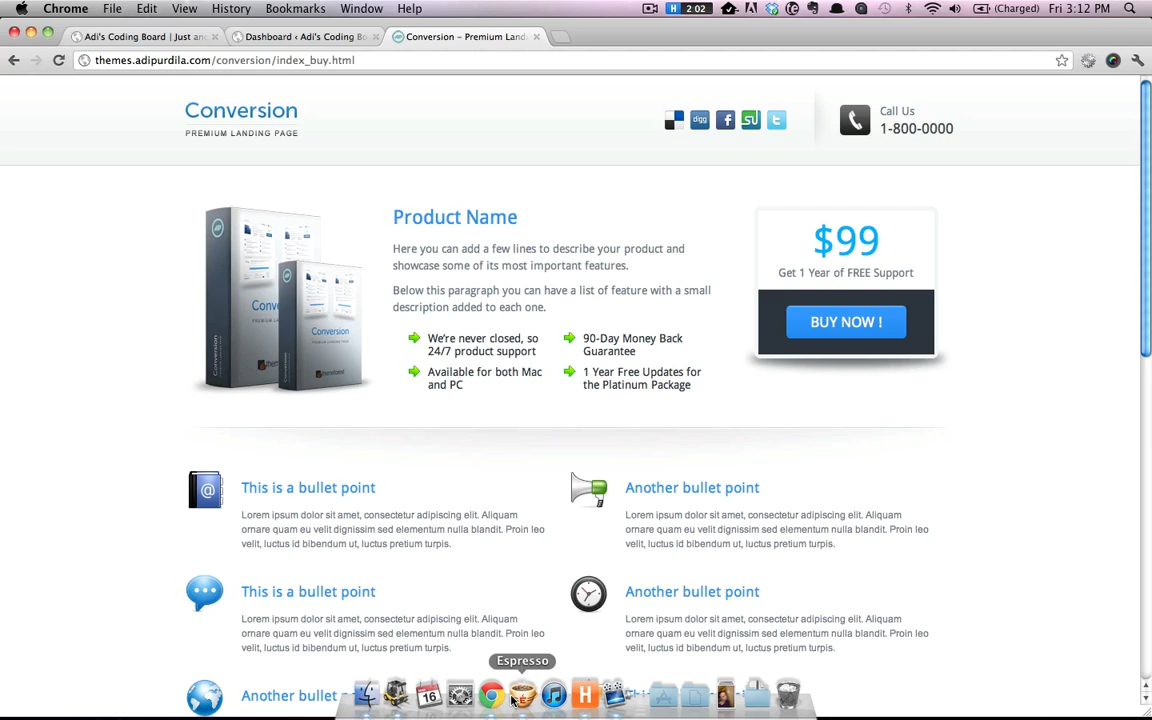 Chrome File Edit View History Bookmarks Window Help H 2 02 (Charged) Fri 3:12 PM
Adi's Coding Board | Just an Dashboard ‹ Adi's Coding Bo Conversion – Premium Land
themes.adipurdila.com/conversion/index_buy.html
Conversion
PREMIUM LANDING PAGE
digg
Call Us
1-800-0000
Product Name
Here you can add a few lines to describe your product and
showcase some of its most important features.
Below this paragraph you can have a list of feature with a small
description added to each one.
We're never closed, so
24/7 product support
90-Day Money Back
Guarantee
Available for both Mac
and PC
1 Year Free Updates for
the Platinum Package
Conv
Conversion
$99
Get 1 Year of FREE Support
BUY NOW !
This is a bullet point
Lorem ipsum dolor sit amet, consectetur adipiscing elit. Aliquam
ornare quam eu velit dignissim sed elementum nulla blandit. Proin leo
velit, luctus id bibendum ut, luctus pretium turpis.
Another bullet point
Lorem ipsum dolor sit amet, consectetur adipiscing elit. Aliquam
ornare quam eu velit dignissim sed elementum nulla blandit. Proin leo
velit, luctus id bibendum ut, luctus pretium turpis.
This is a bullet point
Lorem ipsum dolor sit amet, consectetur adipiscing elit. Aliquam
ornare quam eu velit dignissim sed elementum nulla blandit. Proin leo
velit, luctus id bibendum ut, luctus pretium turpis.
Another bullet point
Lorem ipsum dolor sit amet, consectetur adipiscing elit. Aliquam
ornare quam eu velit dignissim sed elementum nulla blandit. Proin leo
velit, luctus id bibendum ut, luctus pretium turpis.
Another bullet
Espresso
16
H